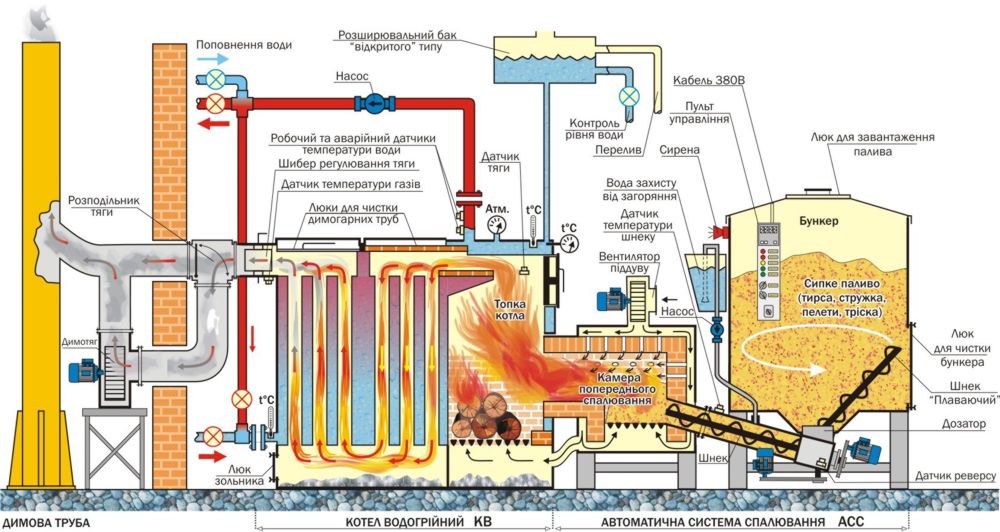 Поповнення води
Розширювальний бак
"відкритого" типу
Насос
Кабель 380В
Пульт
управління
Контроль
рівня води
Перелив
Сирена
Люк для завантаження
палива
Робочий та аварійний датчики
температури води
Шибер регулювання тяги
Датчик температури газів
Люки для чистки
димогарних труб
Датчик
тяги
Атм.
t°C
t°C
Вода захисту
від загоряння
Датчик
температури
шнеку
Вентилятор
піддуву
Насос
Розподільник
тяги
Бункер
Сипке паливо
(тирса, стружка,
пелети, тріска)
Топка
котла
Камера
попереднього
спалювання
Димотяг
t°C
Люк
для чистки
бункера
Шнек
"Плаваючий"
Дозатор
Люк
зольника
Шнек
Датчик реверсу
ДИМОВА ТРУБА
КОТЕЛ ВОДОГРІЙНИЙ КВ
АВТОМАТИЧНА СИСТЕМА СПАЛЮВАННЯ АСС